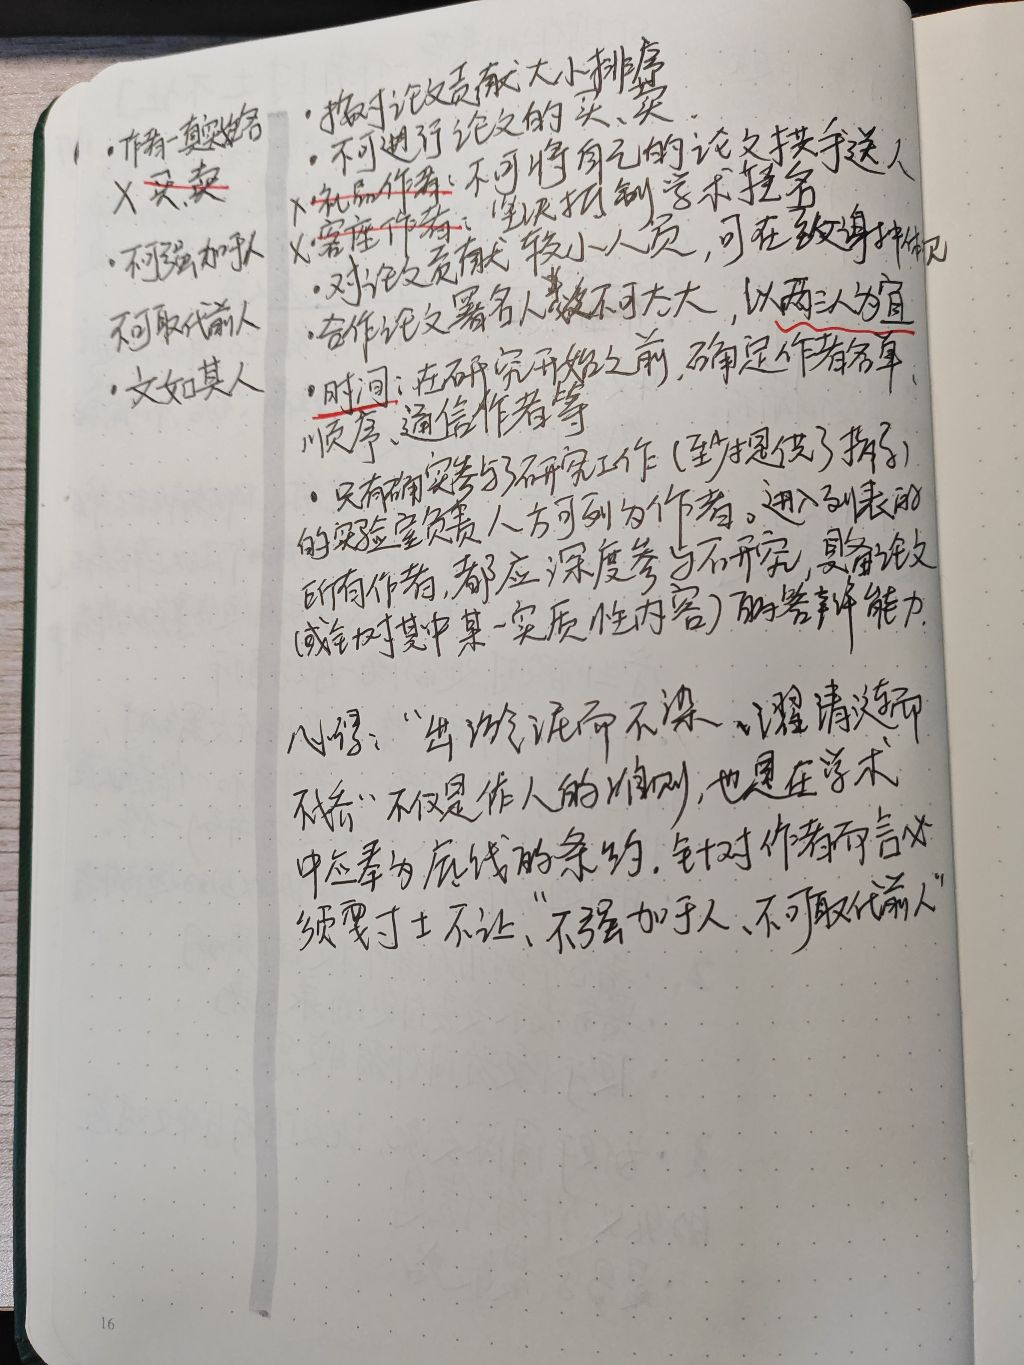 ·作者—真实姓名
×买、卖
·不可强加于人
不可取代前人
·文如其人
·按对论文贡献大小排序
·不可进行论文的买、卖.
×·礼品作者:不可将自己的论文拱手送人
×·客座作者:坚决抵制学术挂名
·对论文贡献较小人员,可在致谢中体现
·合作论文署名人数不可太大,以两三人为宜
·时间:在研究开始之前,确定作者名单、
顺序、通信作者等
·只有确实参与了研究工作(至少提供了指导)
的实验室负责人方可列为作者。进入列表的
所有作者,都应深度参与研究,具备论文
(或针对其中某一实质性内容)的答辩能力.
心得:"出淤泥而不染、濯清涟而
不妖"不仅是作人的准则,也是在学术
中应奉为底线的条约.针对作者而言必
须要寸土不让、"不强加于人、不可取代前人"
16